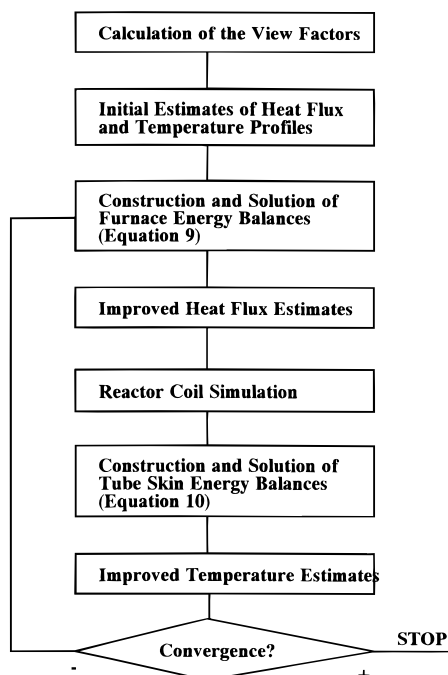 Calculation of the View Factors
Initial Estimates of Heat Flux
and Temperature Profiles
Construction and Solution of
Furnace Energy Balances
(Equation 9)
Improved Heat Flux Estimates
Reactor Coil Simulation
Construction and Solution of
Tube Skin Energy Balances
(Equation 10)
Improved Temperature Estimates
Convergence?
STOP
-
+